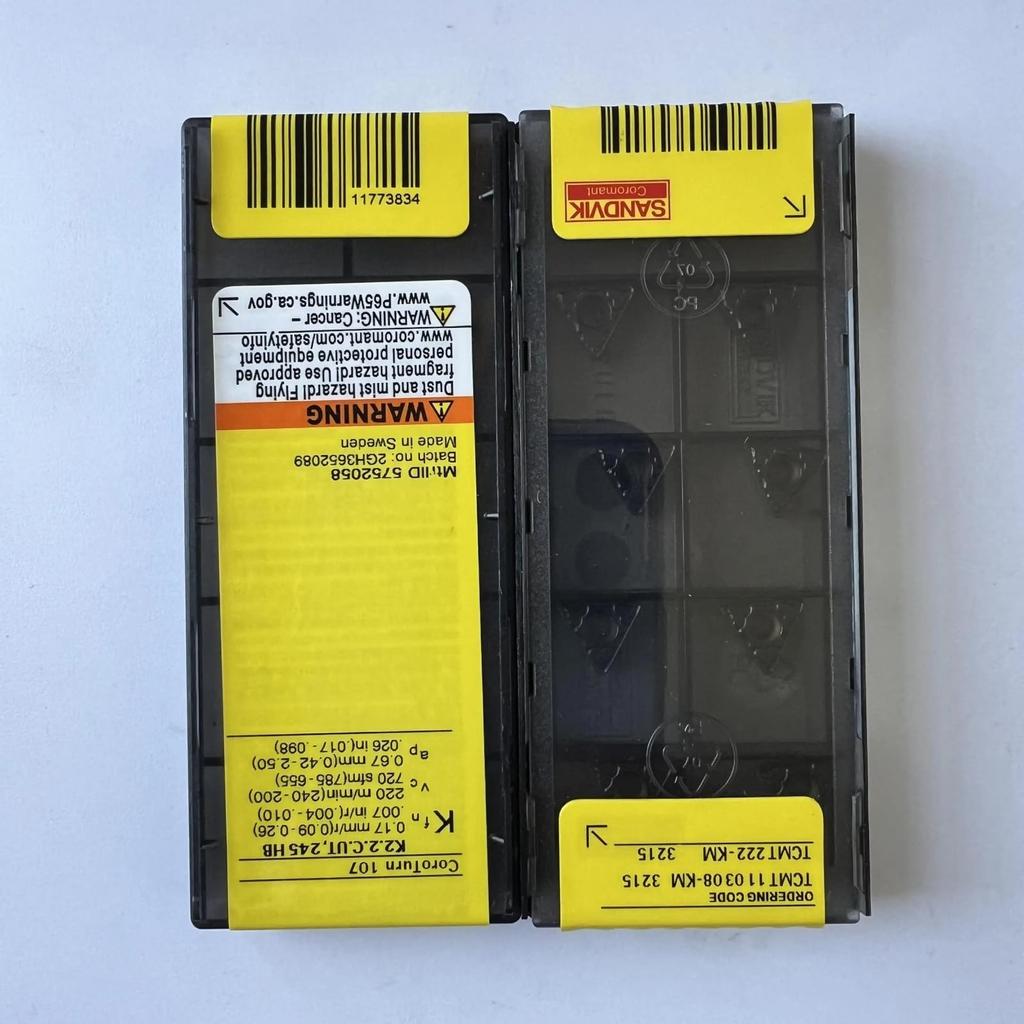 11773834
CoroTurn 107
K2.2.C.UT, 245 HB
K
fn 0.17 mm/r(0.09-0.26)
.007 in/r(.004-.010)
vc 220 m/min(240-200)
720 sfm(785-655)
ap 0.67 mm(0.42-2.50)
.026 in(.017-.098)
Mtrl ID 5752058
Batch no: 2GH3652089
Made in Sweden
WARNING
Dust and mist hazard! Flying
fragment hazard! Use approved
personal protective equipment
www.coromant.com/safetyinfo
WARNING: Cancer –
www.P65Warnings.ca.gov
ORDERING CODE
TCMT 11 03 08-KM 3215
TCMT 222-KM 3215
SANDVIK
Coromant
07
PC
SANDVIK